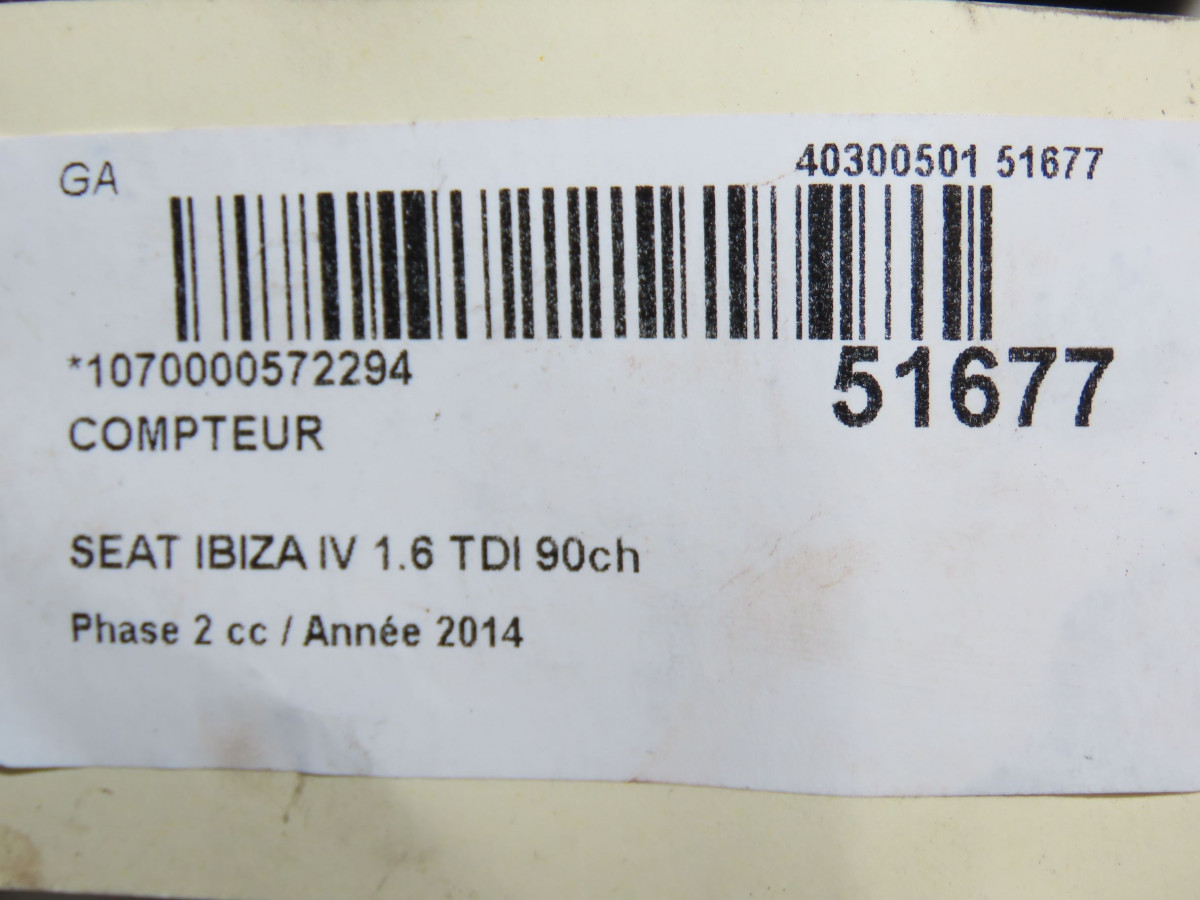 GA
40300501 51677
*1070000572294
51677
COMPTEUR
SEAT IBIZA IV 1.6 TDI 90ch
Phase 2 cc / Année 2014